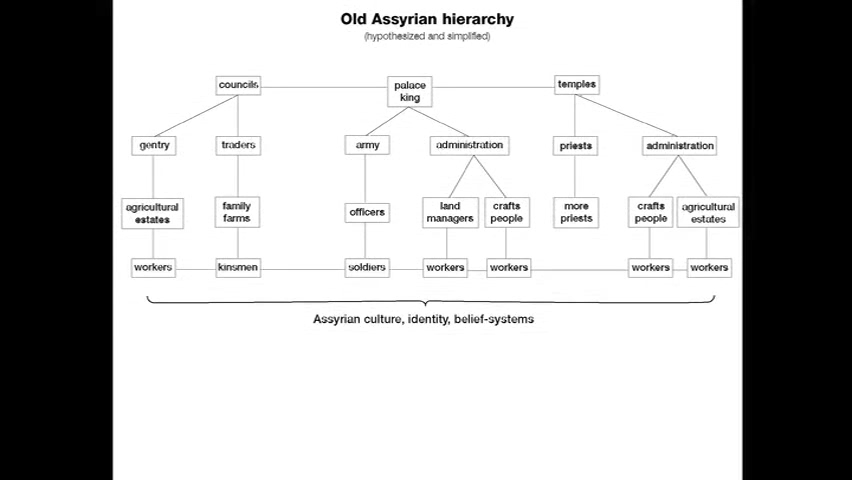 Old Assyrian hierarchy
(hypothesized and simplified)
councils
palace
king
temples
gentry
traders
army
administration
priests
administration
agricultural
estates
family
farms
officers
land
managers
crafts
people
more
priests
crafts
people
agricultural
estates
workers
kinsmen
soldiers
workers
workers
workers
workers
Assyrian culture, identity, belief-systems